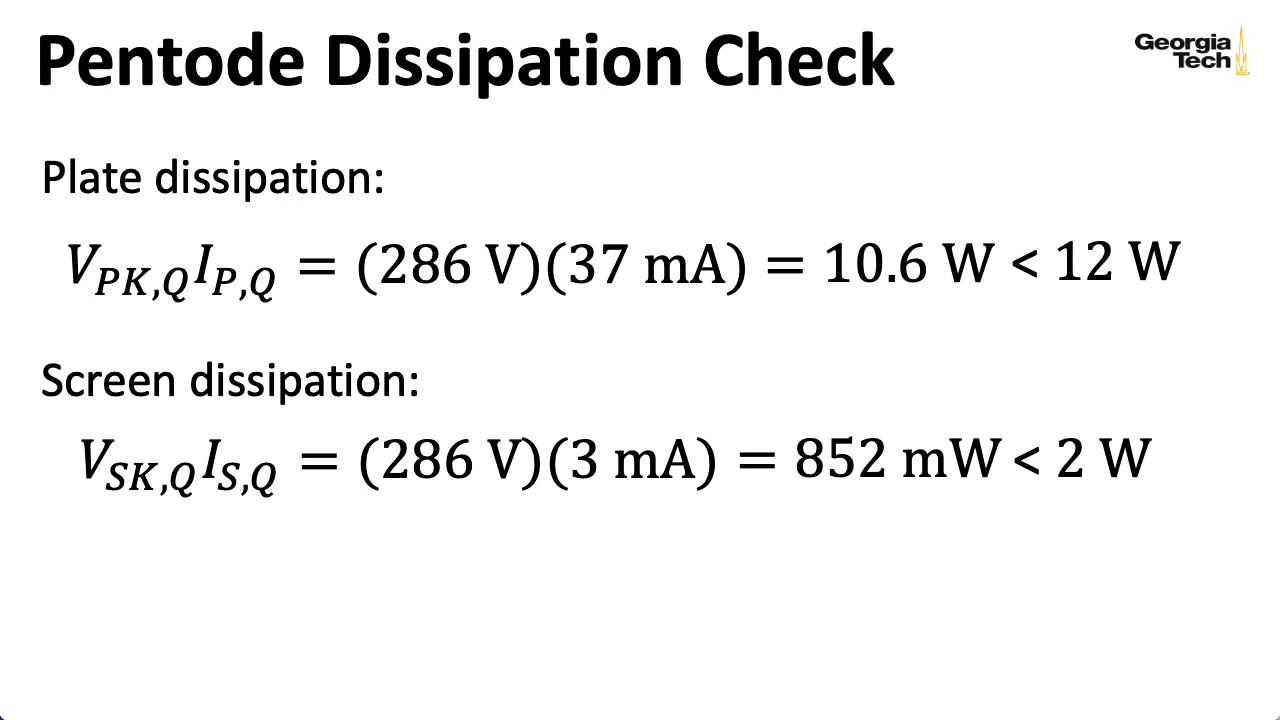 Pentode Dissipation Check
Georgia
Tech
Plate dissipation:
V_{PK,Q}I_{P,Q} = (286 V)(37 mA) = 10.6 W < 12 W
Screen dissipation:
V_{SK,Q}I_{S,Q} = (286 V)(3 mA) = 852 mW < 2 W